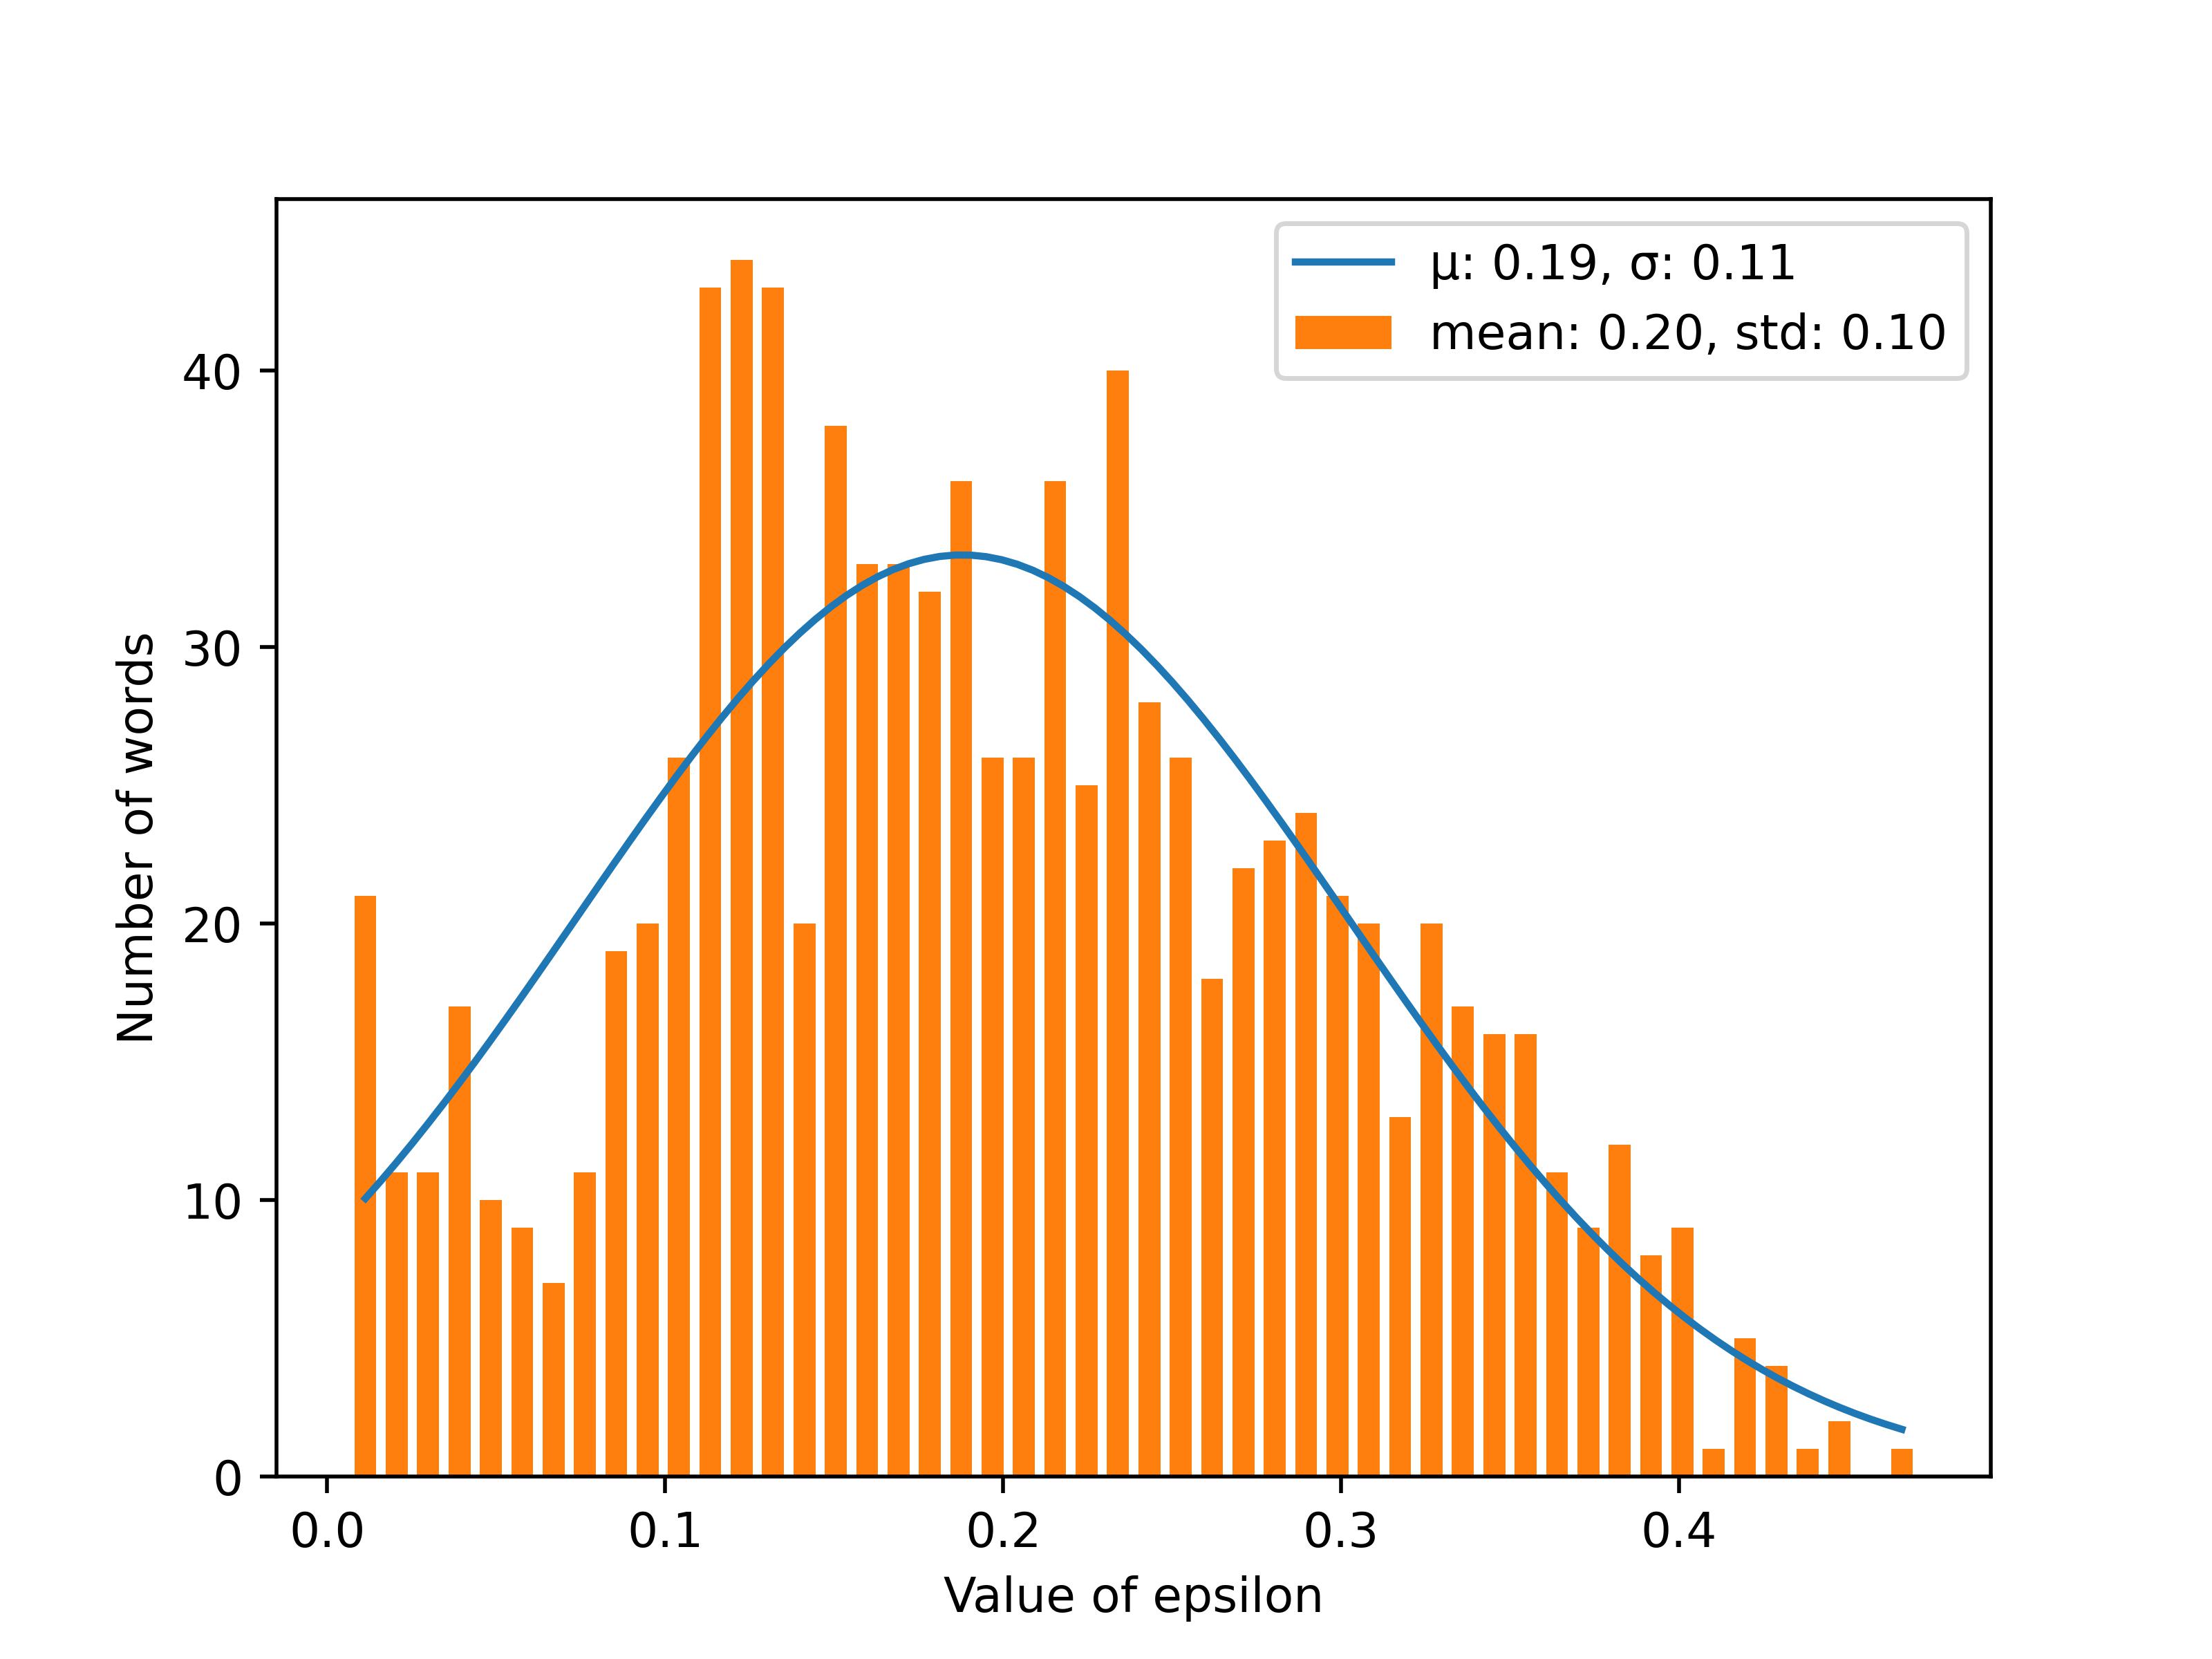 μ: 0.19, σ: 0.11
mean: 0.20, std: 0.10
40
30
20
10
0
Number of words
0.0 0.1 0.2 0.3 0.4
Value of epsilon